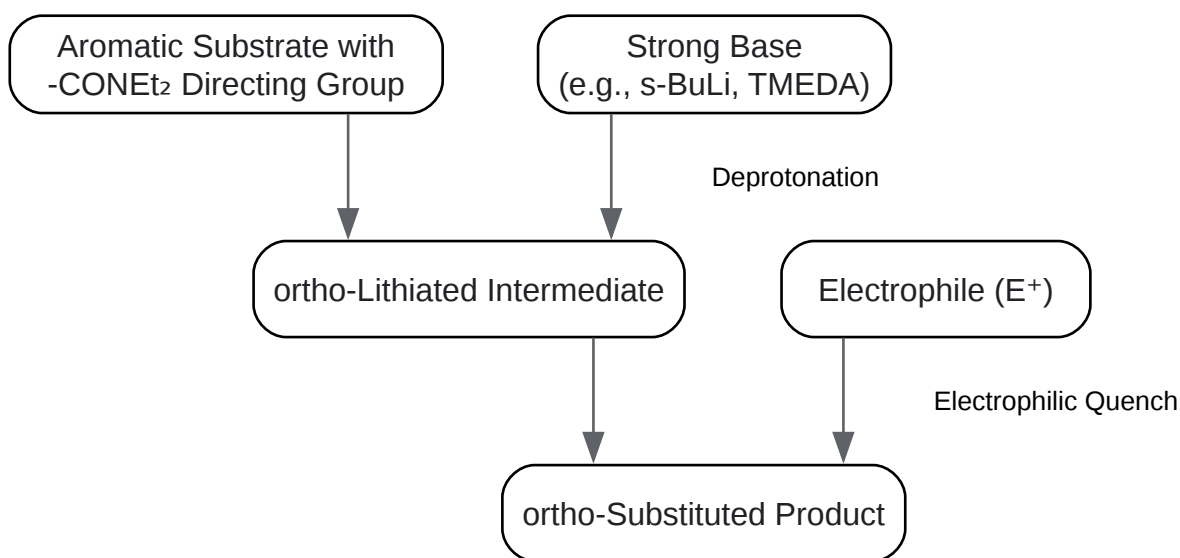 Aromatic Substrate with
-CONEt₂ Directing Group
Strong Base
(e.g., s-BuLi, TMEDA)
Deprotonation
ortho-Lithiated Intermediate
Electrophile (E⁺)
Electrophilic Quench
ortho-Substituted Product